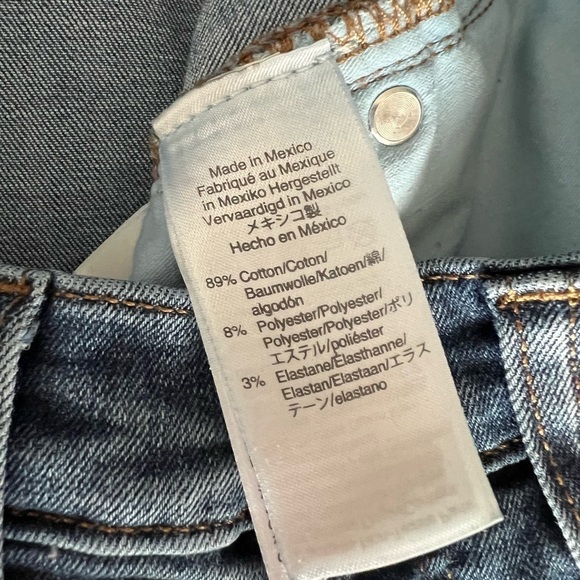 Made in Mexico
Fabriqué au Mexique
in Mexiko Hergestellt
Vervaardigd in Mexico
メキシコ製
Hecho en México
89% Cotton/Coton/
Baumwolle/Katoen/綿/
algodón
8% Polyester/Polyester/
Polyester/Polyester/ポリ
エステル/poliéster
3% Elastane/Élasthanne/
Elastan/Elastaan/エラス
テーン/elastano